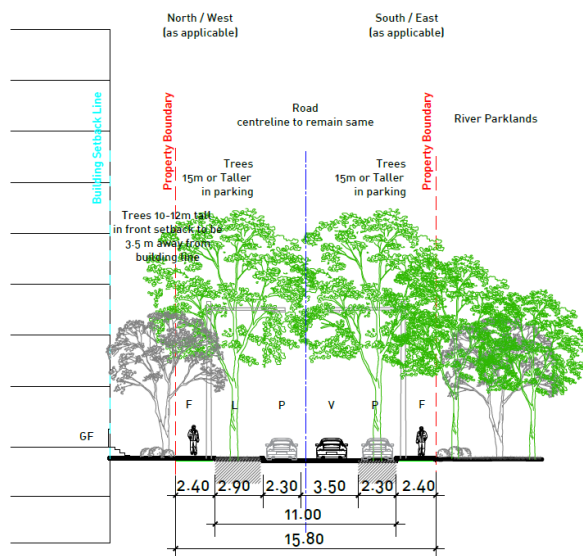 North / West
(as applicable)
South / East
(as applicable)
Building Setback Line
Property Boundary
Road
centreline to remain same
Property Boundary
River Parklands
Trees
15m or Taller
in parking
Trees
15m or Taller
in parking
Trees 10-12m tall
in front setback to be
3.5 m away from
building line
F L P V P F
GF
2.40 2.90 2.30 3.50 2.30 2.40
11.00
15.80